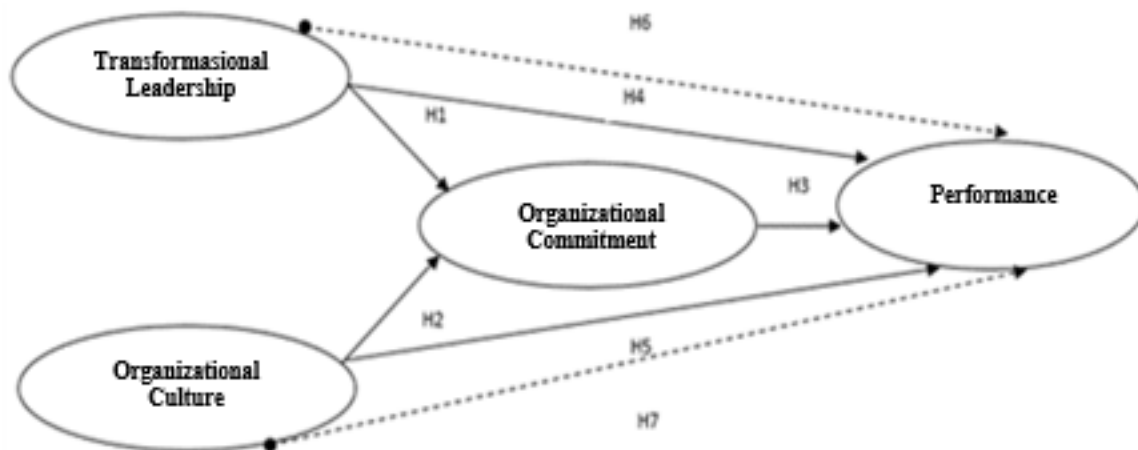 H6
Transformasional
Leadership
H4
H1
H3
Performance
Organizational
Commitment
H2
H5
Organizational
Culture
H7